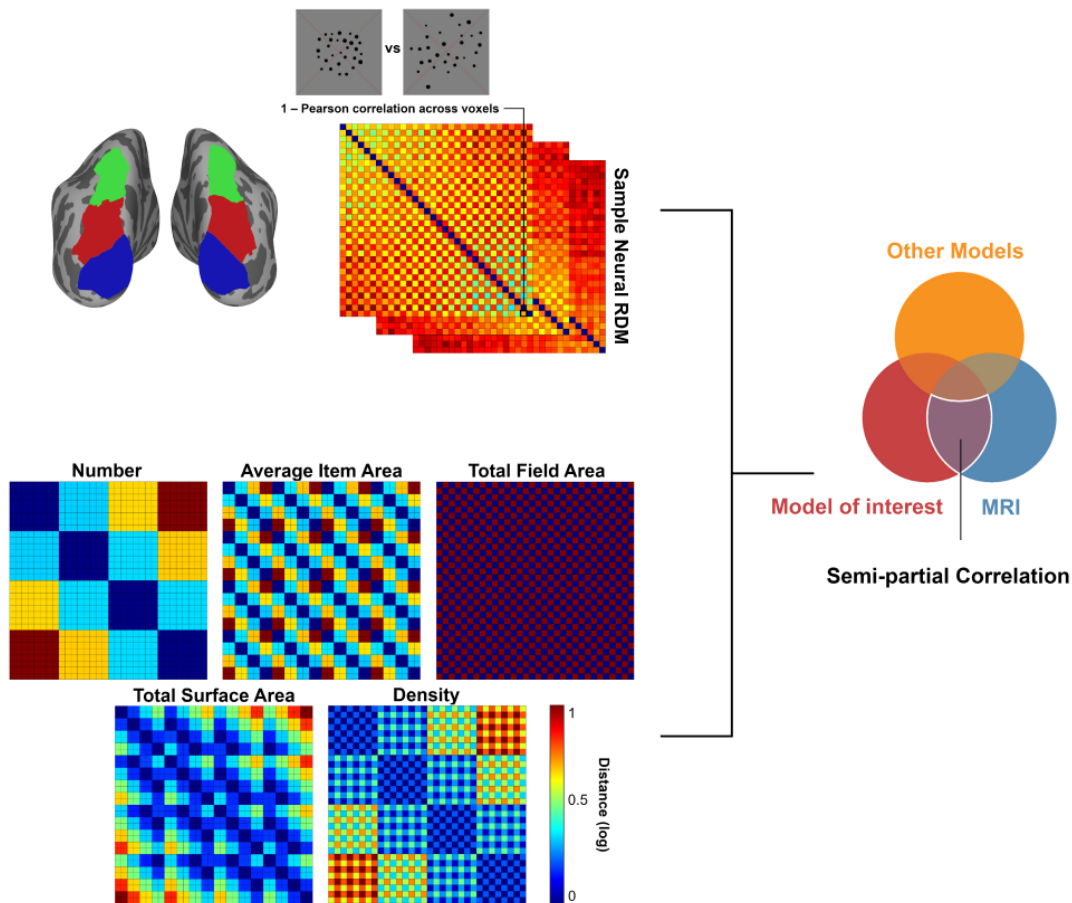 vs
1 – Pearson correlation across voxels
Sample Neural RDM
Other Models
Model of interest
MRI
Semi-partial Correlation
Number
Average Item Area
Total Field Area
Total Surface Area
Density
1
0.5
0
Distance (log)